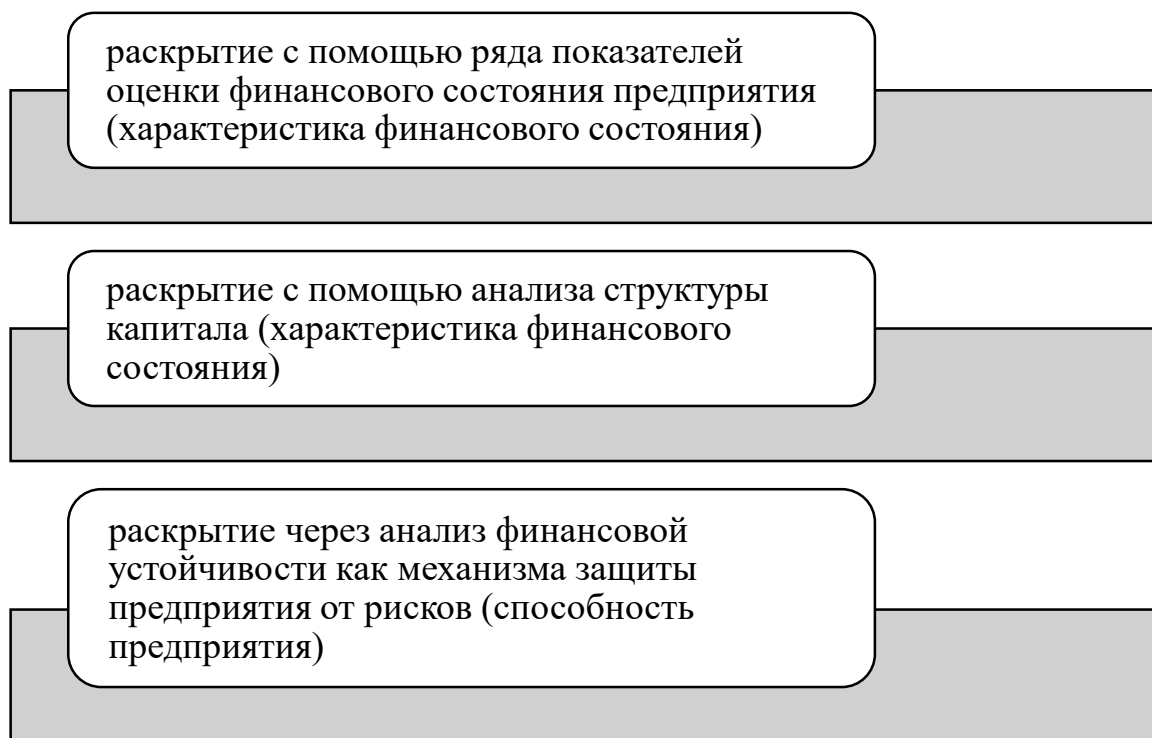 раскрытие с помощью ряда показателей
оценки финансового состояния предприятия
(характеристика финансового состояния)
раскрытие с помощью анализа структуры
капитала (характеристика финансового
состояния)
раскрытие через анализ финансовой
устойчивости как механизма защиты
предприятия от рисков (способность
предприятия)